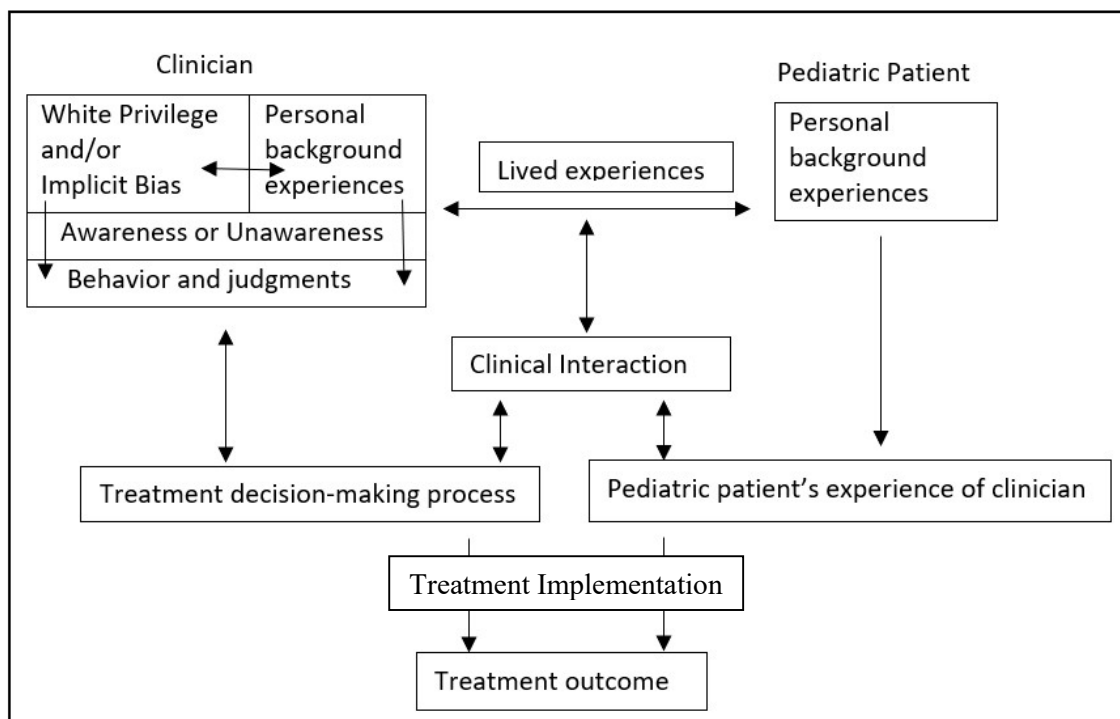 Clinician
White Privilege
and/or
Implicit Bias
Personal
background
experiences
Awareness or Unawareness
Behavior and judgments
Lived experiences
Pediatric Patient
Personal
background
experiences
Clinical Interaction
Treatment decision-making process
Pediatric patient’s experience of clinician
Treatment Implementation
Treatment outcome